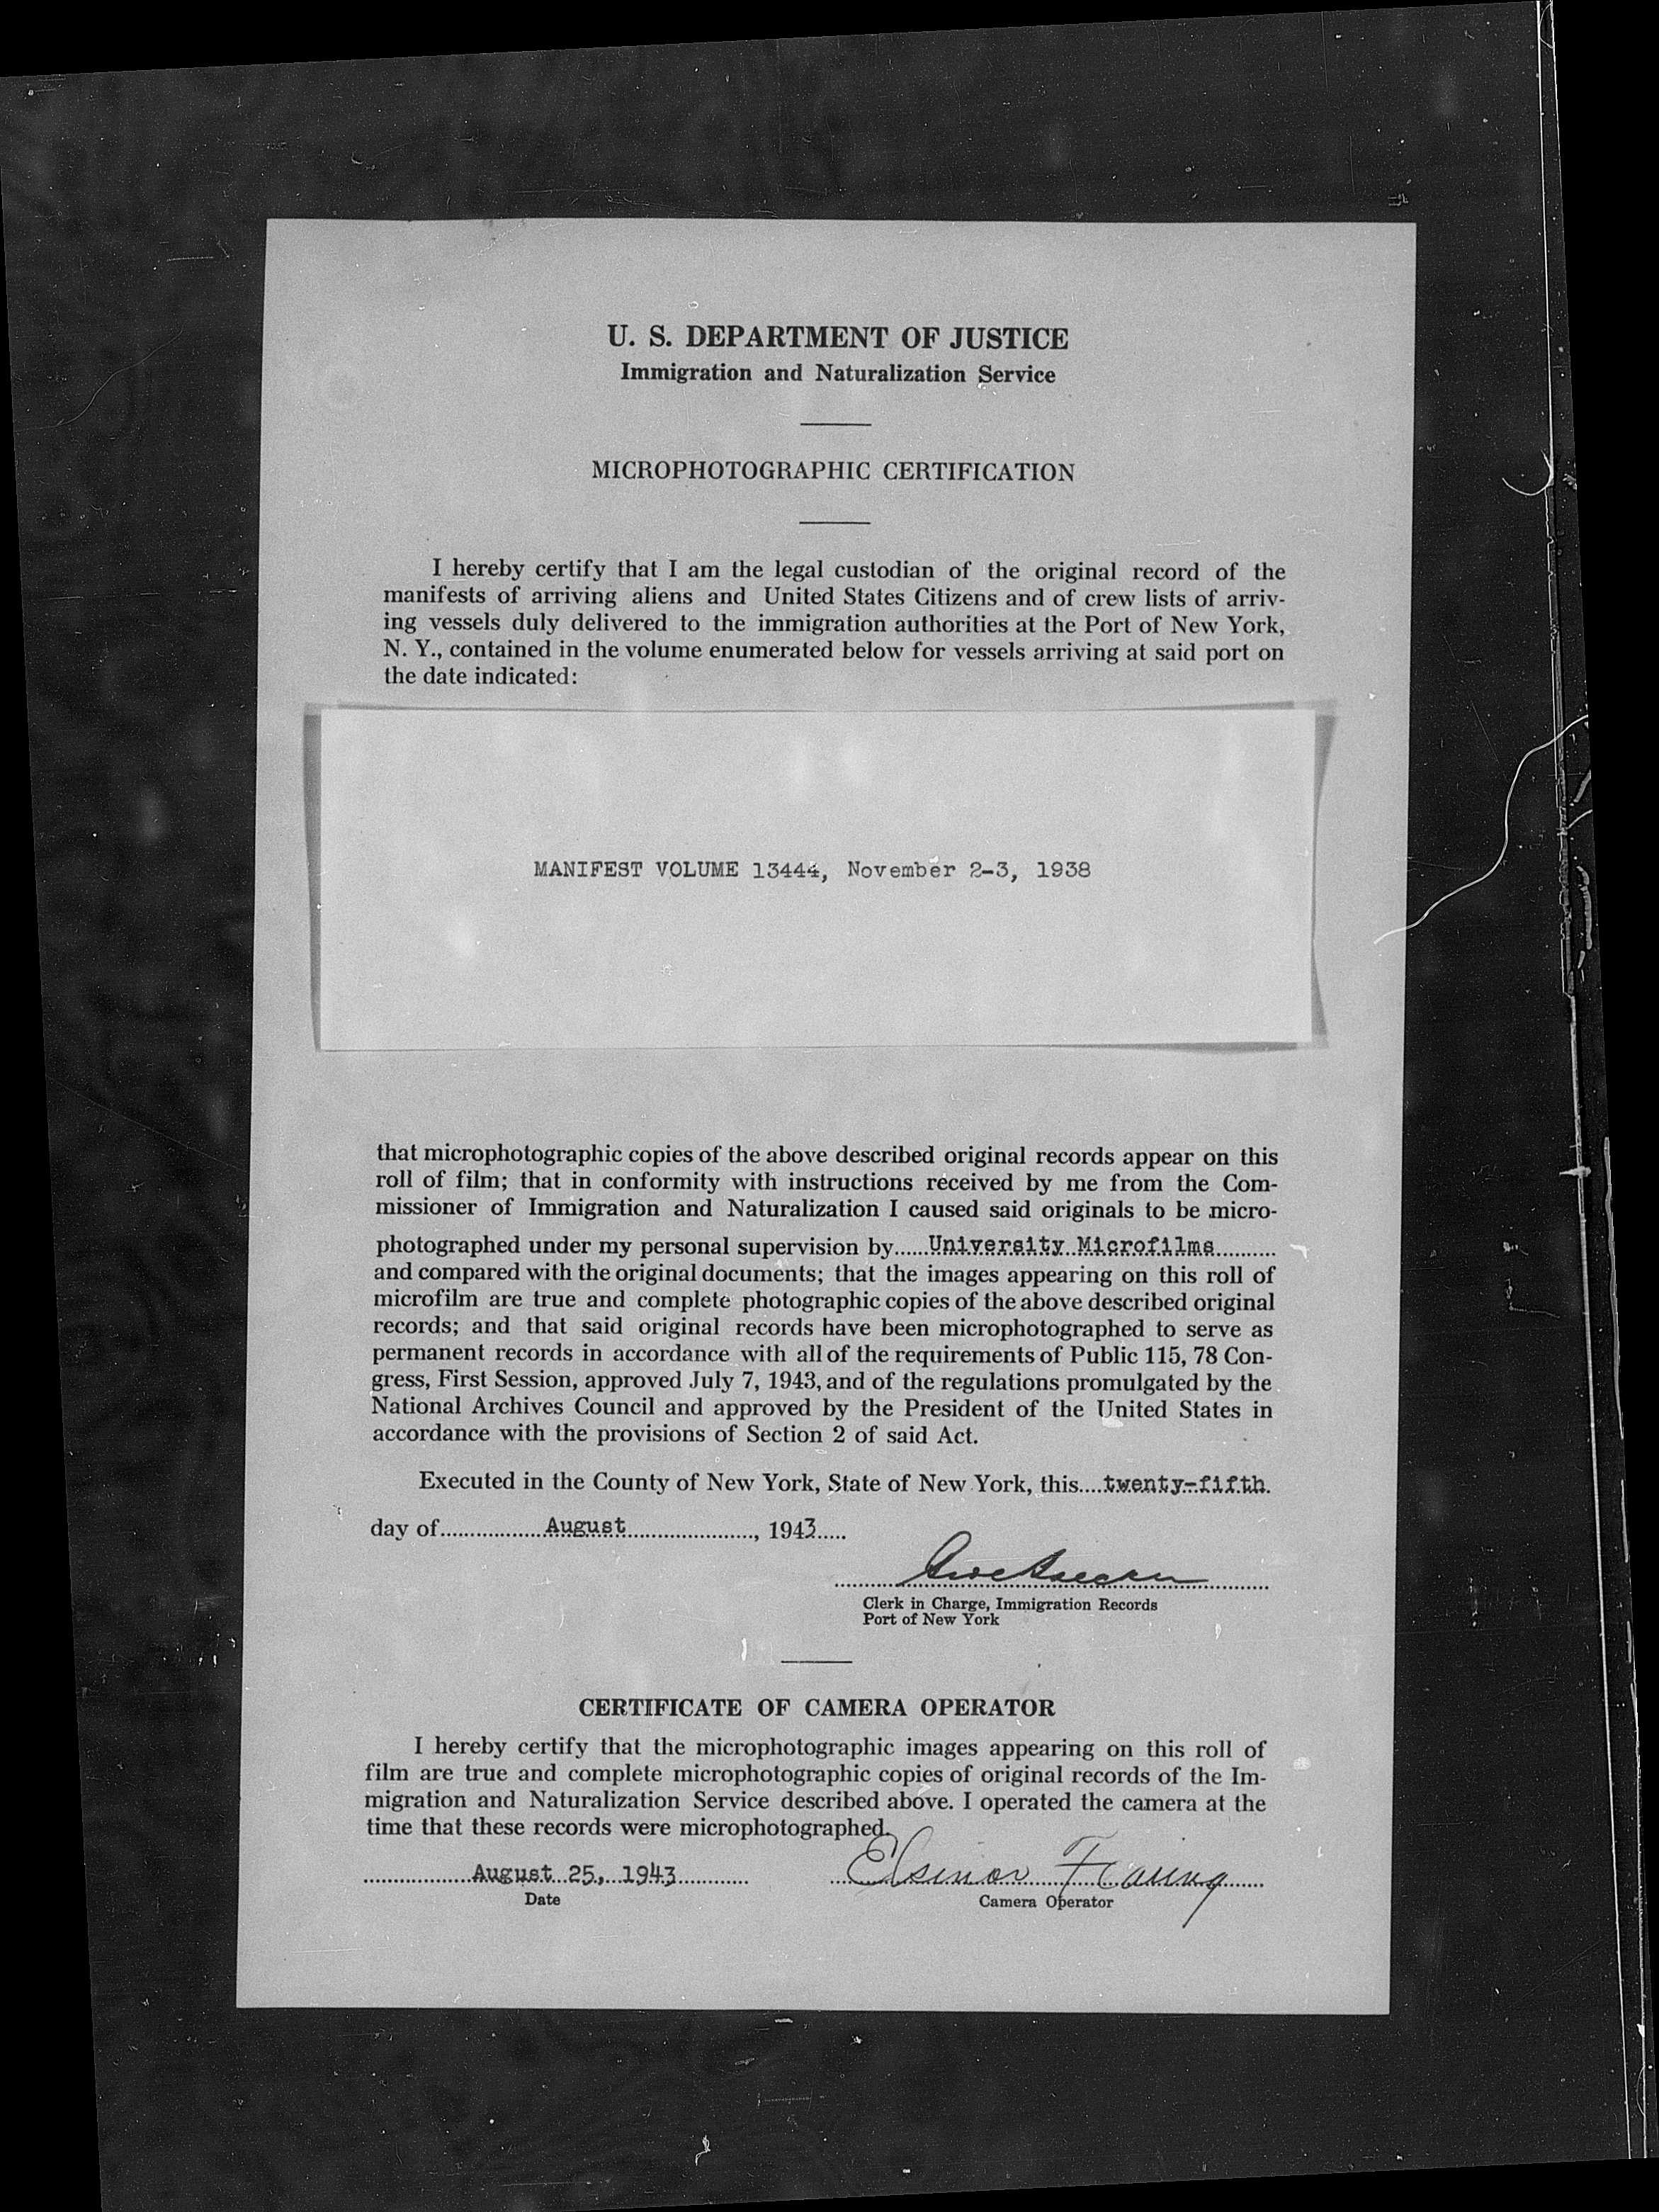 U. S. DEPARTMENT OF JUSTICE
Immigration and Naturalization Service
MICROPHOTOGRAPHIC CERTIFICATION
I hereby certify that I am the legal custodian of the original record of the
manifests of arriving aliens and United States Citizens and of crew lists of arriv-
ing vessels duly delivered to the immigration authorities at the Port of New York,
N. Y., contained in the volume enumerated below for vessels arriving at said port on
the date indicated:
MANIFEST VOLUME 13444, November 2-3, 1938
that microphotographic copies of the above described original records appear on this
roll of film; that in conformity with instructions received by me from the Com-
missioner of Immigration and Naturalization I caused said originals to be micro-
photographed under my personal supervision by......University Microfilms..........
and compared with the original documents; that the images appearing on this roll of
microfilm are true and complete photographic copies of the above described original
records; and that said original records have been microphotographed to serve as
permanent records in accordance with all of the requirements of Public 115, 78 Con-
gress, First Session, approved July 7, 1943, and of the regulations promulgated by the
National Archives Council and approved by the President of the United States in
accordance with the provisions of Section 2 of said Act.
Executed in the County of New York, State of New York, this....twenty-fifth.
day of..................August......................, 1943.....
Clerk in Charge, Immigration Records
Port of New York
CERTIFICATE OF CAMERA OPERATOR
I hereby certify that the microphotographic images appearing on this roll of
film are true and complete microphotographic copies of original records of the Im-
migration and Naturalization Service described above. I operated the camera at the
time that these records were microphotographed.
..................August 25, 1943............
Date
Camera Operator